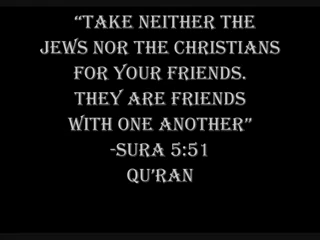 “TAKE NEITHER THE
JEWS NOR THE CHRISTIANS
FOR YOUR FRIENDS.
THEY ARE FRIENDS
WITH ONE ANOTHER”
-SURA 5:51
QU’RAN